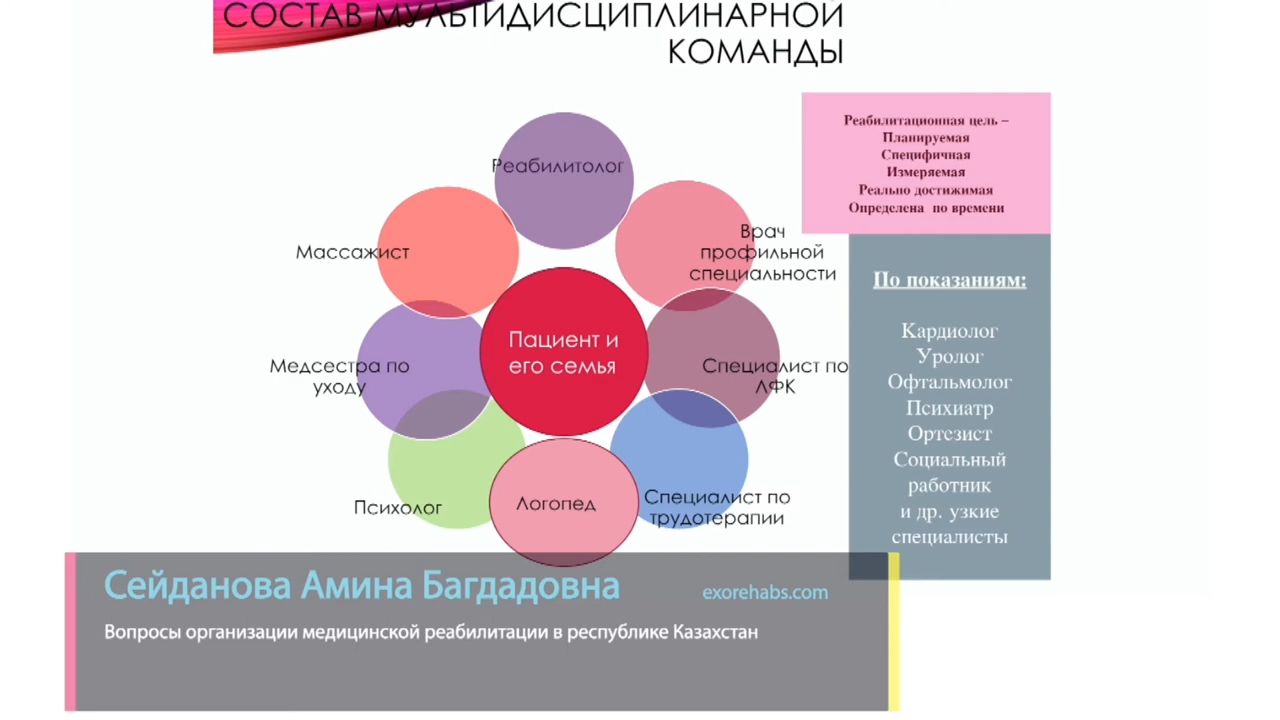 СОСТАВ МУЛЬТИДИСЦИПЛИНАРНОЙ
КОМАНДЫ
Реабилитационная цель –
Планируемая
Специфичная
Измеряемая
Реально достижимая
Определена по времени
Реабилитолог
Врач
профильной
специальности
Массажист
Пациент и
его семья
Медсестра по
уходу
Специалист по
ЛФК
Психолог
Логопед
Специалист по
трудотерапии
По показаниям:
Кардиолог
Уролог
Офтальмолог
Психиатр
Ортезист
Социальный
работник
и др. узкие
специалисты
Сейданова Амина Багдадовна
exorehabs.com
Вопросы организации медицинской реабилитации в республике Казахстан